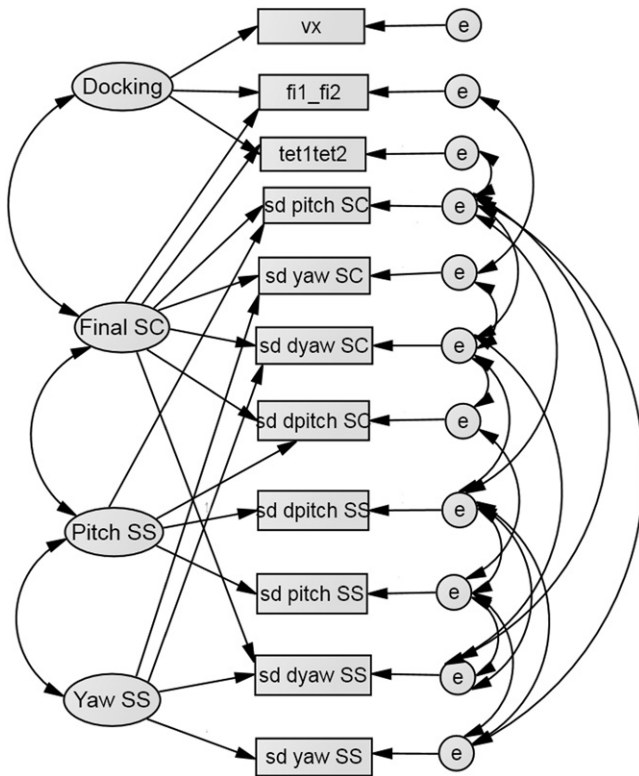 vx
e
Docking
fi1_fi2
e
tet1tet2
e
sd pitch SC
e
sd yaw SC
e
Final SC
sd dyaw SC
e
sd dpitch SC
e
sd dpitch SS
e
Pitch SS
sd pitch SS
e
sd dyaw SS
e
Yaw SS
sd yaw SS
e